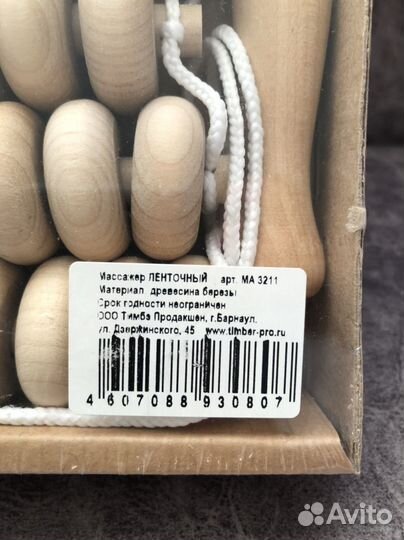 Массажер ЛЕНТОЧНЫЙ арт. МА 3211
Материал древесина березы
Срок годности неограничен
ООО Тимбэ Продакшен, г.Барнаул.
ул. Дзержинского, 45 www.timber-pro.ru
4 607088 930807
Avito